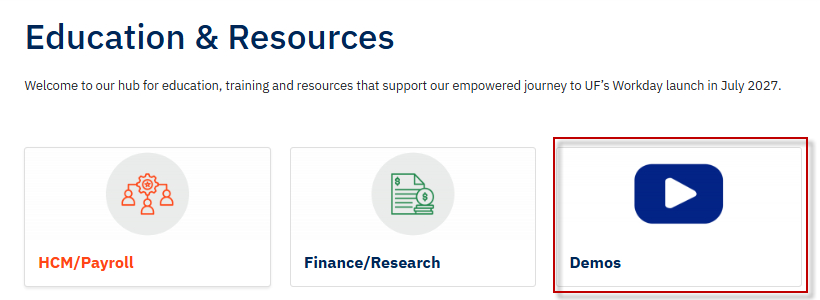 Education & Resources
Welcome to our hub for education, training and resources that support our empowered journey to UF's Workday launch in July 2027.
HCM/Payroll
Finance/Research
Demos